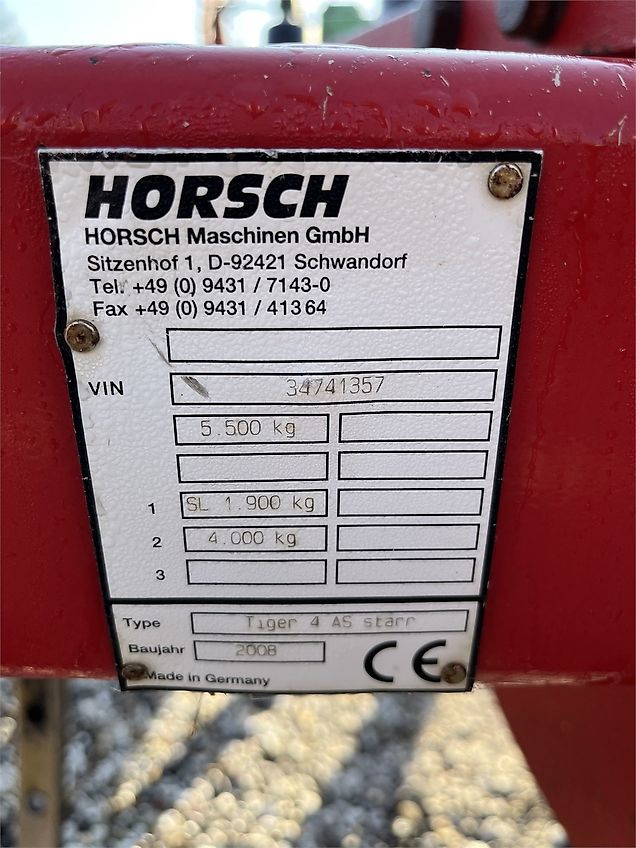 HORSCH
HORSCH Maschinen GmbH
Sitzenhof 1, D-92421 Schwandorf
Tel. +49 (0) 9431 / 7143-0
Fax +49 (0) 9431 / 41364
VIN 34741357
5.500 kg
1 SL 1.900 kg
2 4.000 kg
3
Type Tiger 4 AS starr
Baujahr 2008
Made in Germany CE